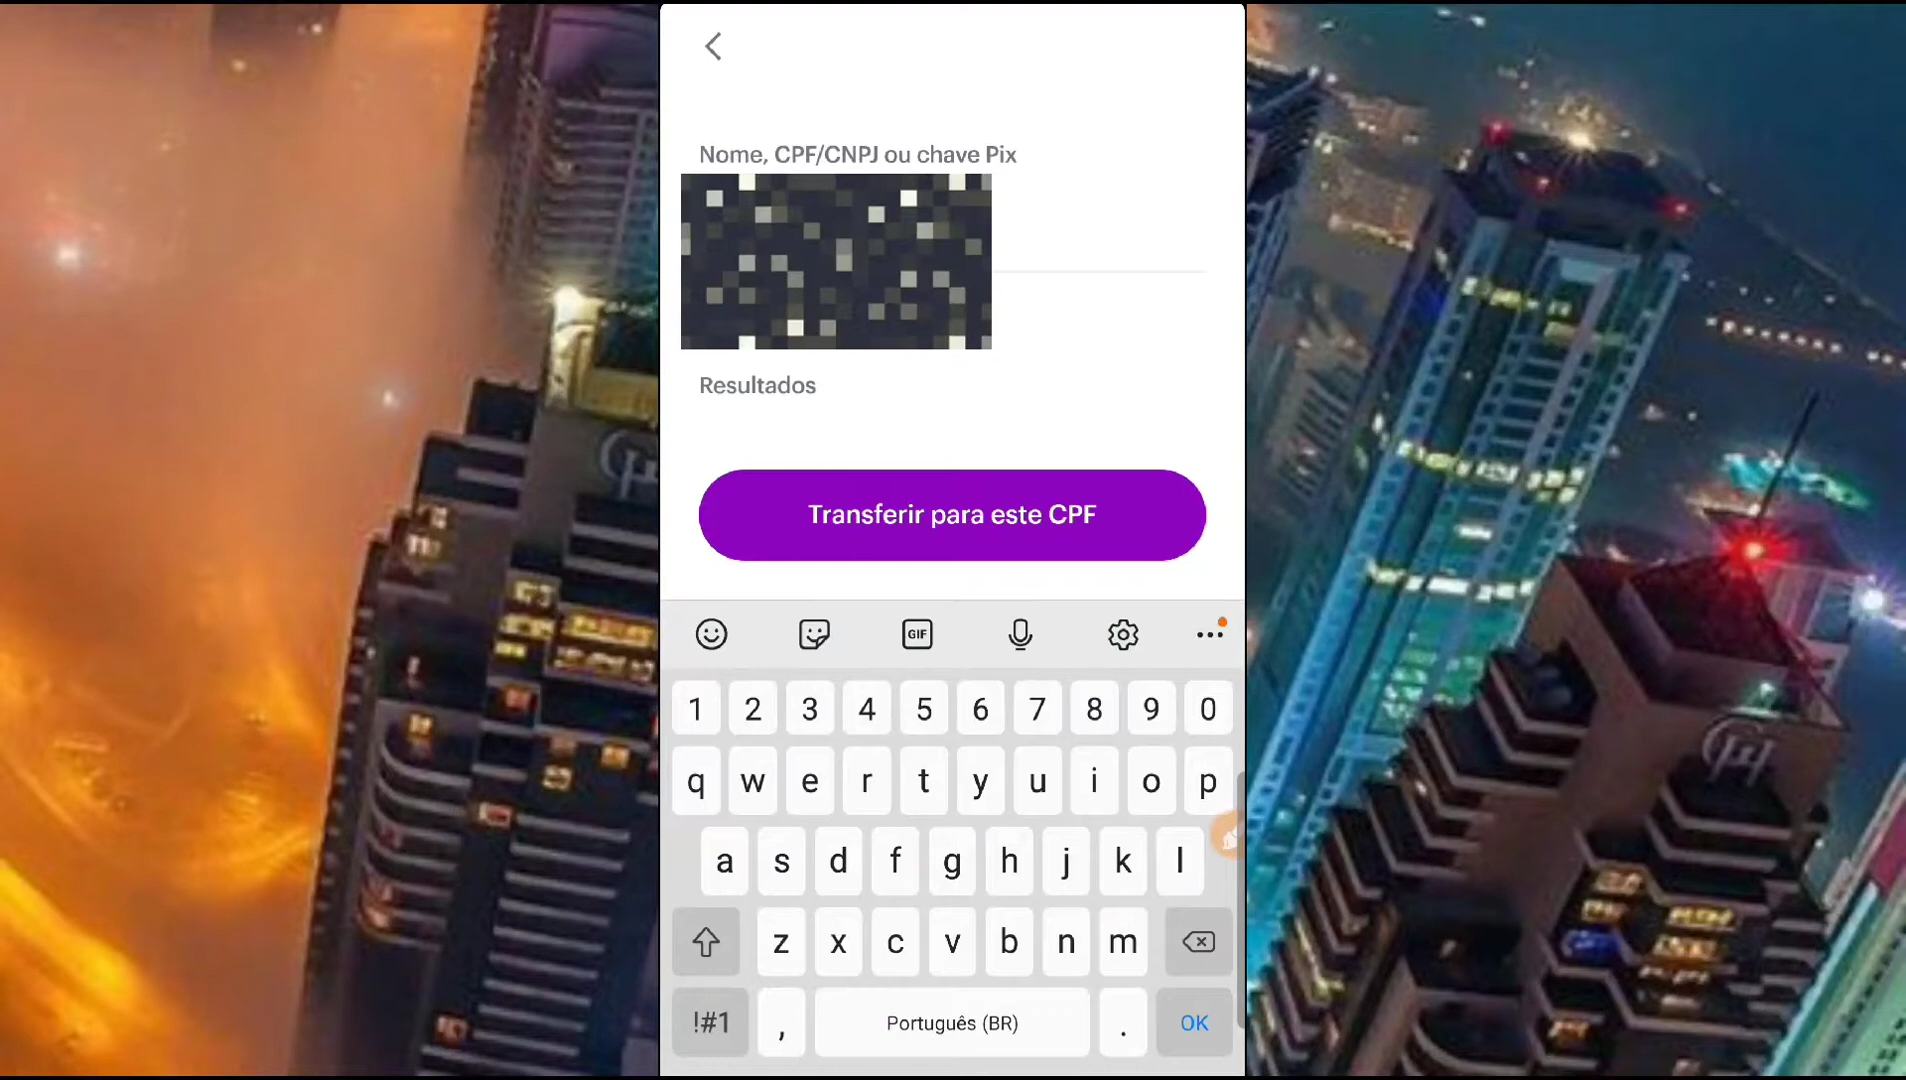 Nome, CPF/CNPJ ou chave Pix
Resultados
Transferir para este CPF
GIF
1 2 3 4 5 6 7 8 9 0
q w e r t y u i o p
a s d f g h j k l
z x c v b n m
!#1 , Português (BR) . OK